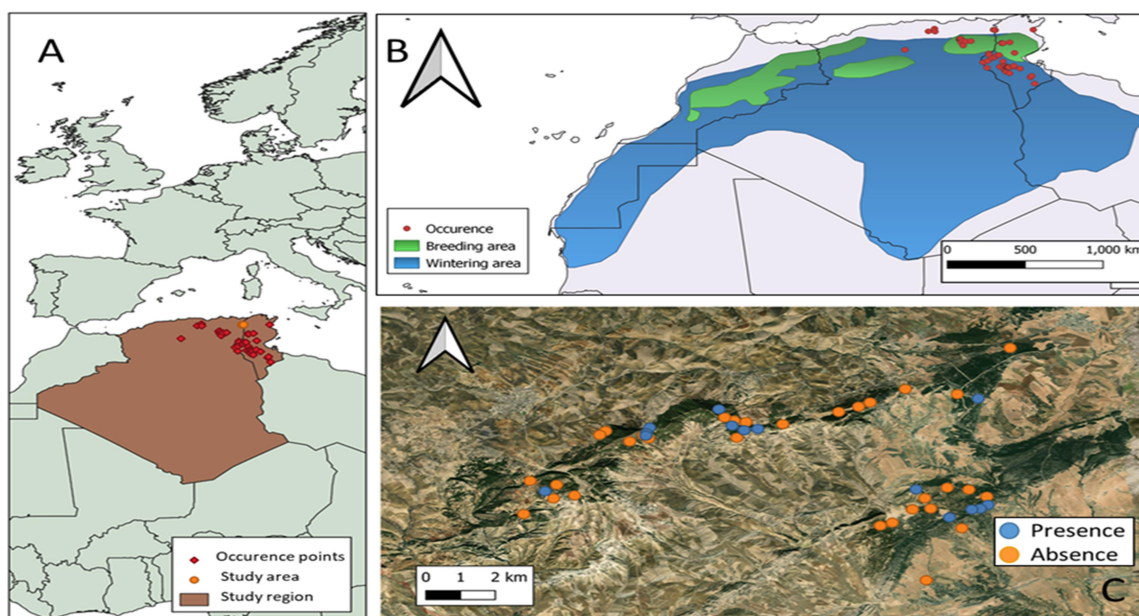 A
Occurence points
Study area
Study region
B
Occurence
Breeding area
Wintering area
0 500 1,000 km
Presence
Absence
0 1 2 km
C